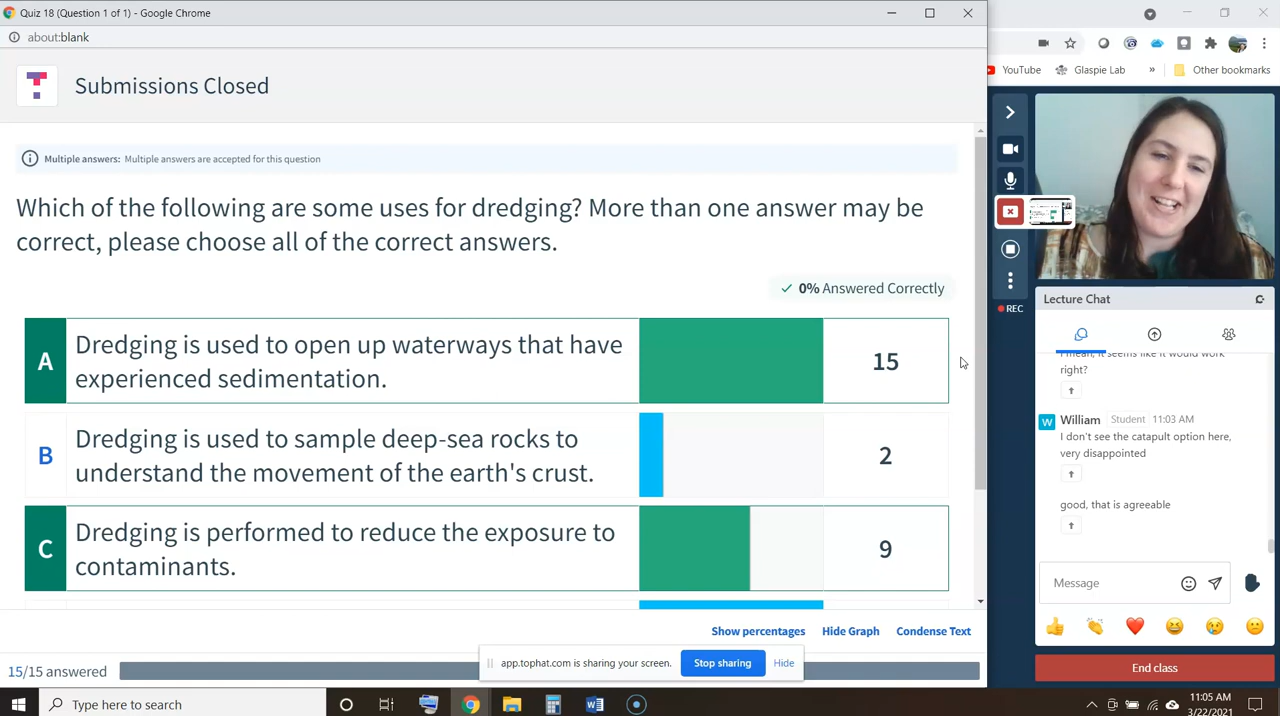 Quiz 18 (Question 1 of 1) - Google Chrome
about:blank
Submissions Closed
Multiple answers: Multiple answers are accepted for this question
Which of the following are some uses for dredging? More than one answer may be
correct, please choose all of the correct answers.
0% Answered Correctly
A
Dredging is used to open up waterways that have
experienced sedimentation.
15
B
Dredging is used to sample deep-sea rocks to
understand the movement of the earth's crust.
2
C
Dredging is performed to reduce the exposure to
contaminants.
9
Show percentages
Hide Graph
Condense Text
15/15 answered
app.tophat.com is sharing your screen.
Stop sharing
Hide
YouTube
Glaspie Lab
»
Other bookmarks
REC
Lecture Chat
I mean, it seems like it would work
right?
W
William Student 11:03 AM
I don't see the catapult option here,
very disappointed
good, that is agreeable
Message
End class
Type here to search
11:05 AM
3/22/2021